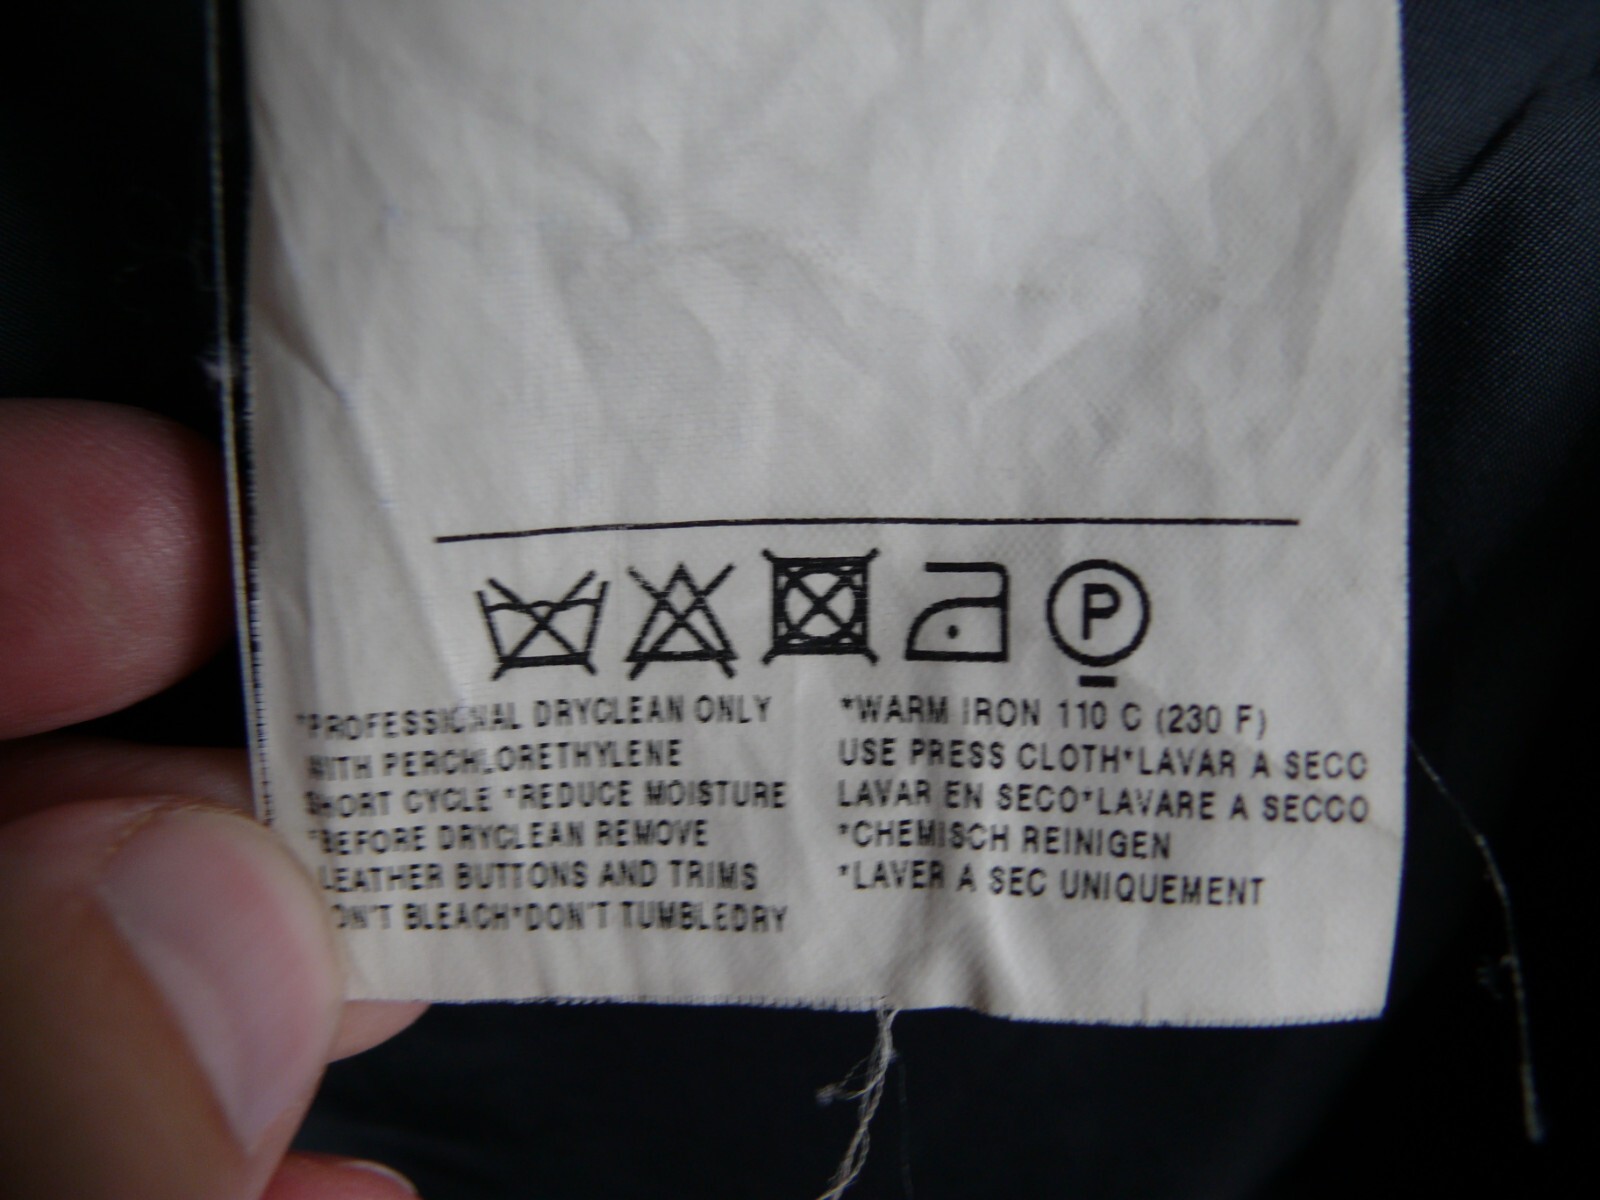 P
*PROFESSIONAL DRYCLEAN ONLY
WITH PERCHLORETHYLENE
SHORT CYCLE *REDUCE MOISTURE
*BEFORE DRYCLEAN REMOVE
LEATHER BUTTONS AND TRIMS
DON'T BLEACH*DON'T TUMBLEDRY
*WARM IRON 110 C (230 F)
USE PRESS CLOTH*LAVAR A SECO
LAVAR EN SECO*LAVARE A SECCO
*CHEMISCH REINIGEN
*LAVER A SEC UNIQUEMENT